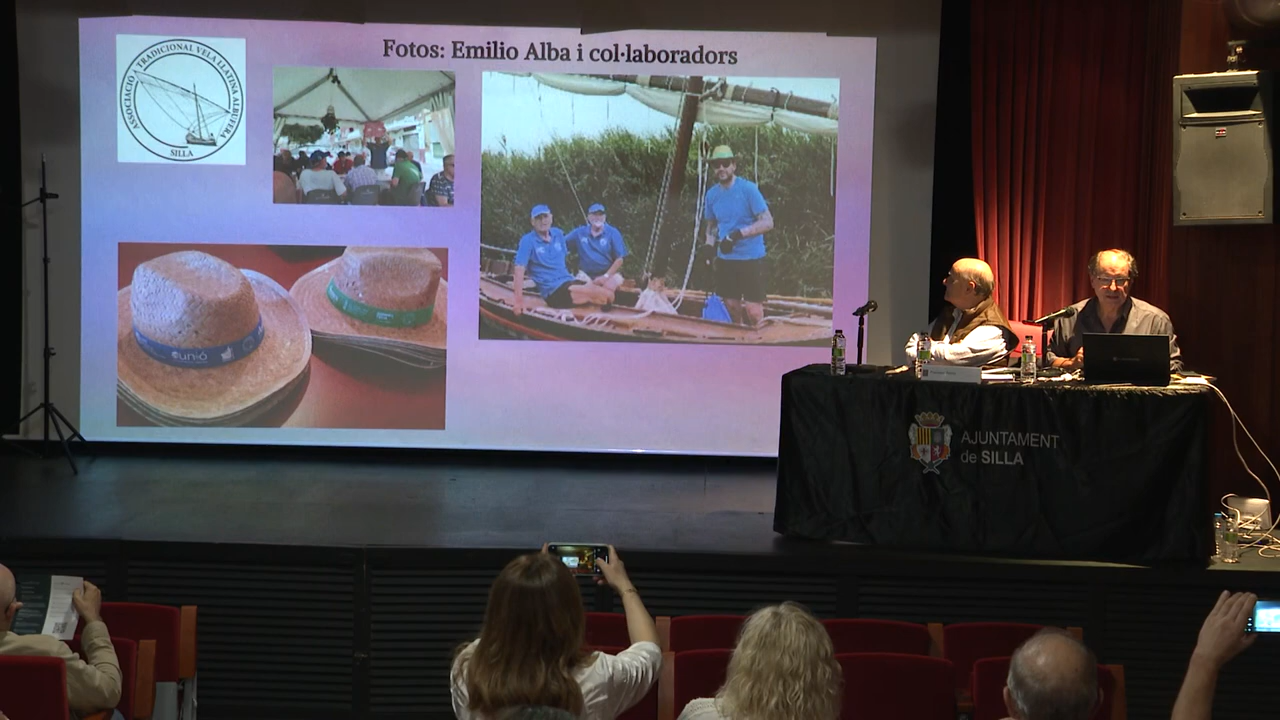 Fotos: Emilio Alba i col·laboradors
ASSOCIACIÓ TRADICIONAL VELA LLATINA ALBUFERA
SILLA
unió
AJUNTAMENT
de SILLA